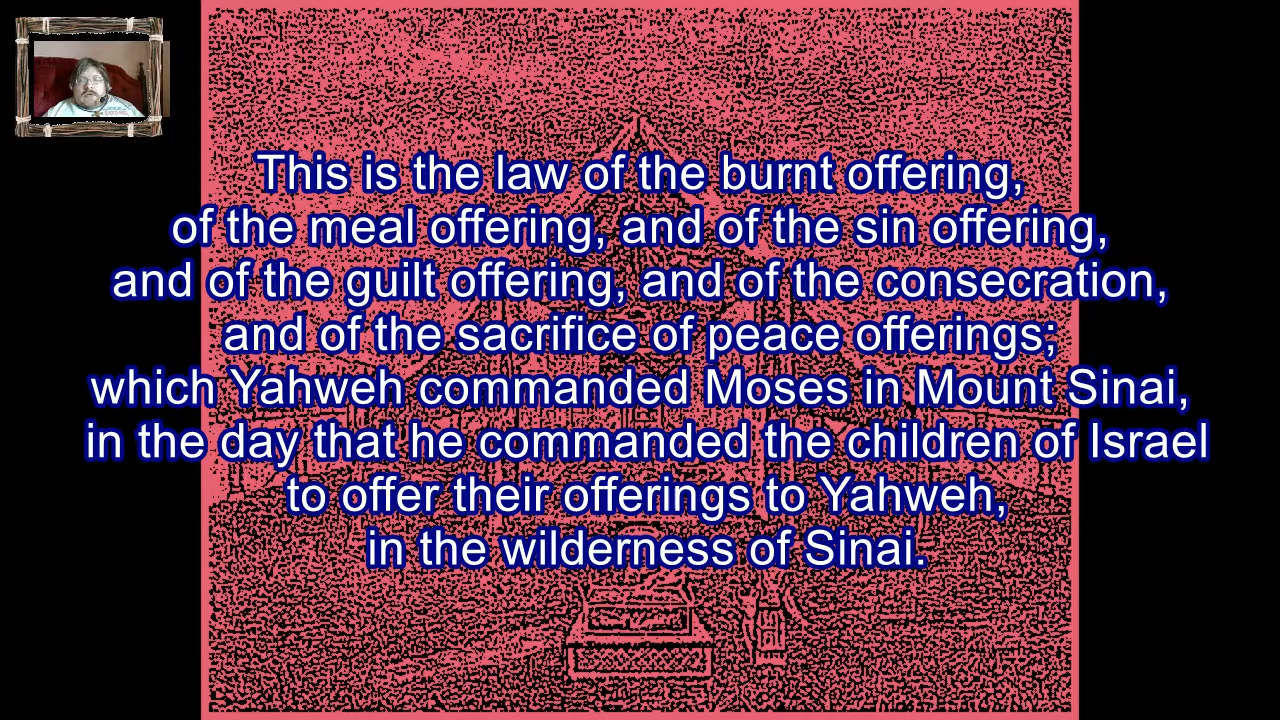 This is the law of the burnt offering,
of the meal offering, and of the sin offering,
and of the guilt offering, and of the consecration,
and of the sacrifice of peace offerings;
which Yahweh commanded Moses in Mount Sinai,
in the day that he commanded the children of Israel
to offer their offerings to Yahweh,
in the wilderness of Sinai.